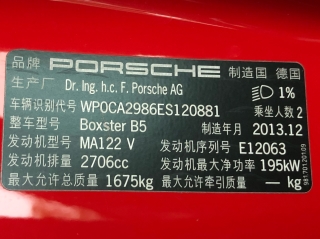 品牌 PORSCHE 制造国 德国
生产厂 Dr. Ing. h.c. F. Porsche AG 1%
车辆识别代号 WP0CA2986ES120881 乘坐人数 2
整车型号 Boxster B5 制造年月 2013.12
发动机型号 MA122 V 发动机序列号 E12063
发动机排量 2706cc 发动机最大净功率 195kW
最大允许总质量 1675kg 最大允许牵引质量 — kg